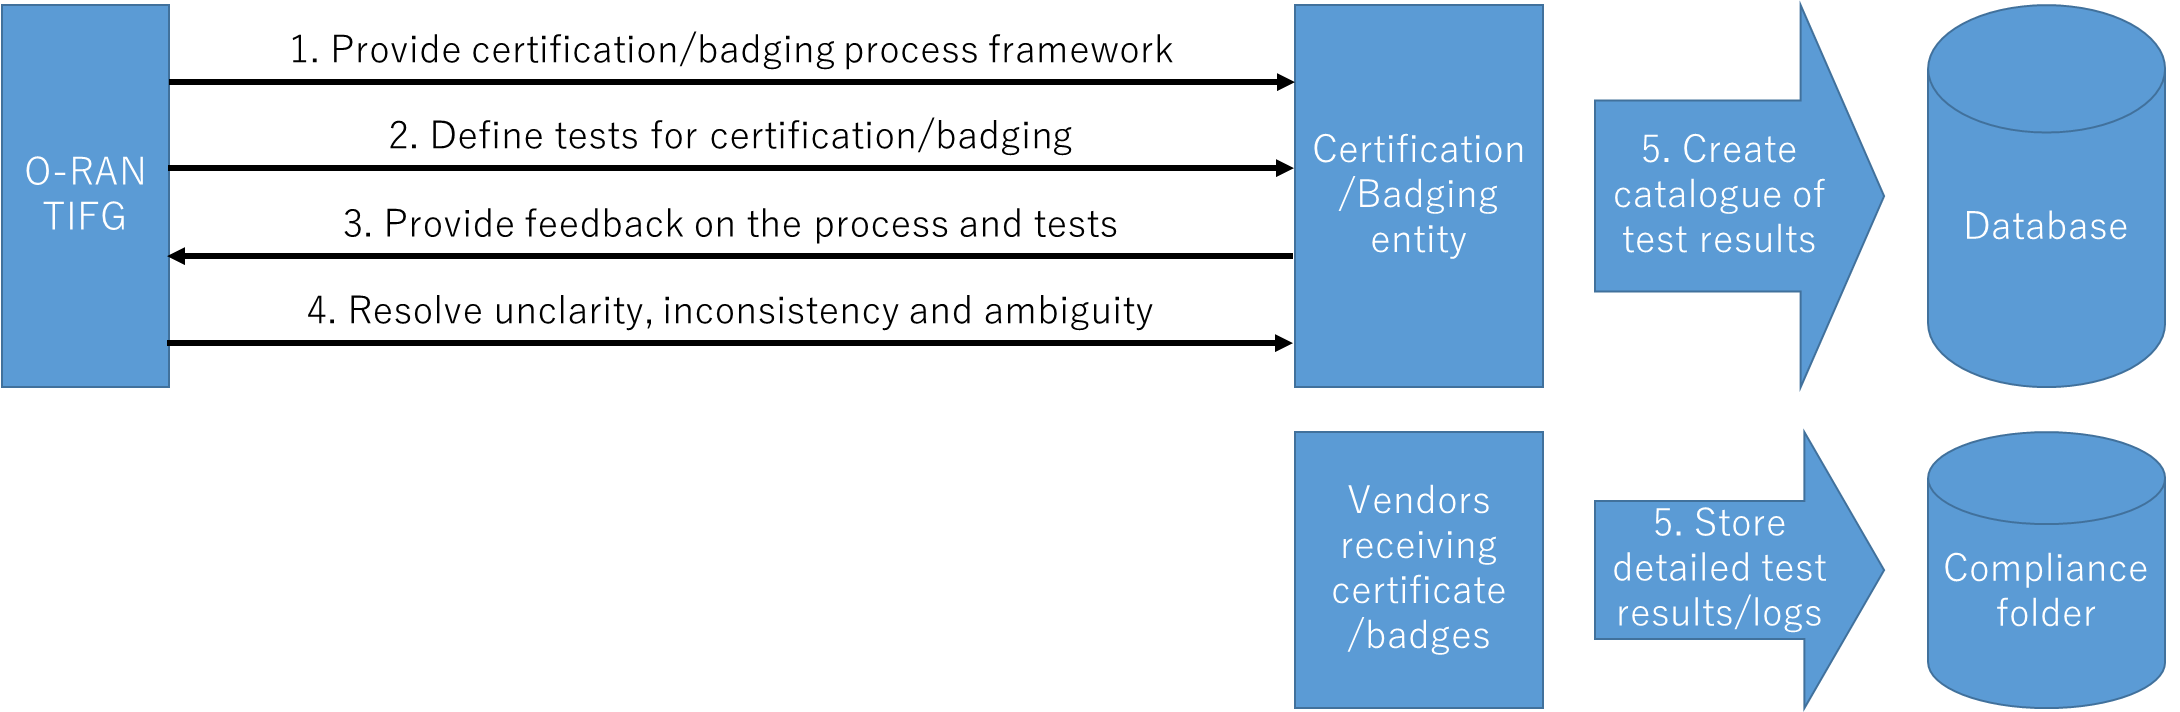 O-RAN
TIFG
1. Provide certification/badging process framework
2. Define tests for certification/badging
3. Provide feedback on the process and tests
4. Resolve unclarity, inconsistency and ambiguity
Certification
/Badging
entity
5. Create
catalogue of
test results
Database
Vendors
receiving
certificate
/badges
5. Store
detailed test
results/logs
Compliance
folder